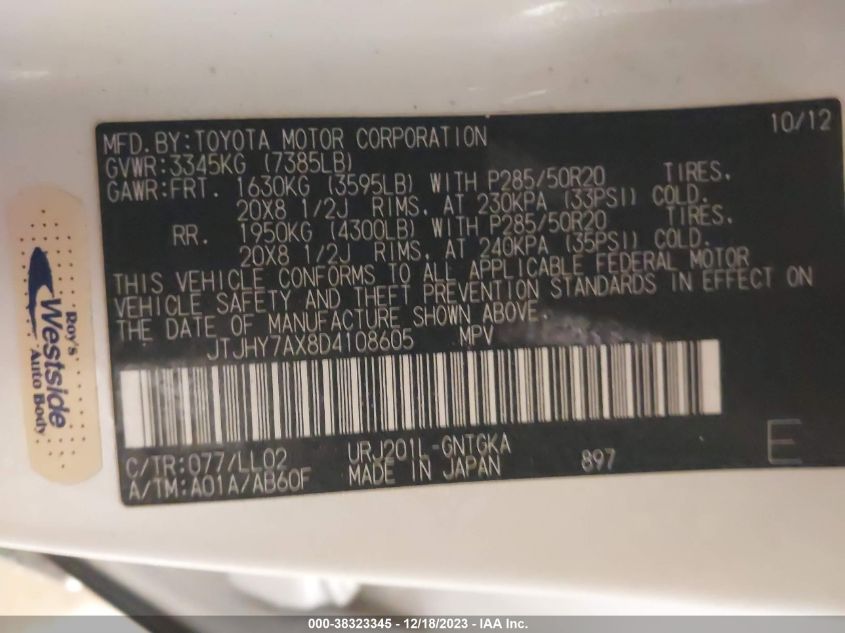 MFD.BY:TOYOTA MOTOR CORPORATION 10/12
GVWR:3345KG (7385LB)
GAWR:FRT. 1630KG (3595LB) WITH P285/50R20 TIRES.
20X8 1/2J RIMS. AT 230KPA (33PSI) COLD.
RR. 1950KG (4300LB) WITH P285/50R20 TIRES.
20X8 1/2J RIMS. AT 240KPA (35PSI) COLD.
THIS VEHICLE CONFORMS TO ALL APPLICABLE FEDERAL MOTOR
VEHICLE SAFETY AND THEFT PREVENTION STANDARDS IN EFFECT ON
THE DATE OF MANUFACTURE SHOWN ABOVE.
JTJHY7AX8D4108605 MPV
C/TR:077/LL02 URJ201L-GNTGKA
A/TM:A01A/AB60F MADE IN JAPAN 897
E
Roy's
Westside
Auto Body
000-38323345 - 12/18/2023 - IAA Inc.